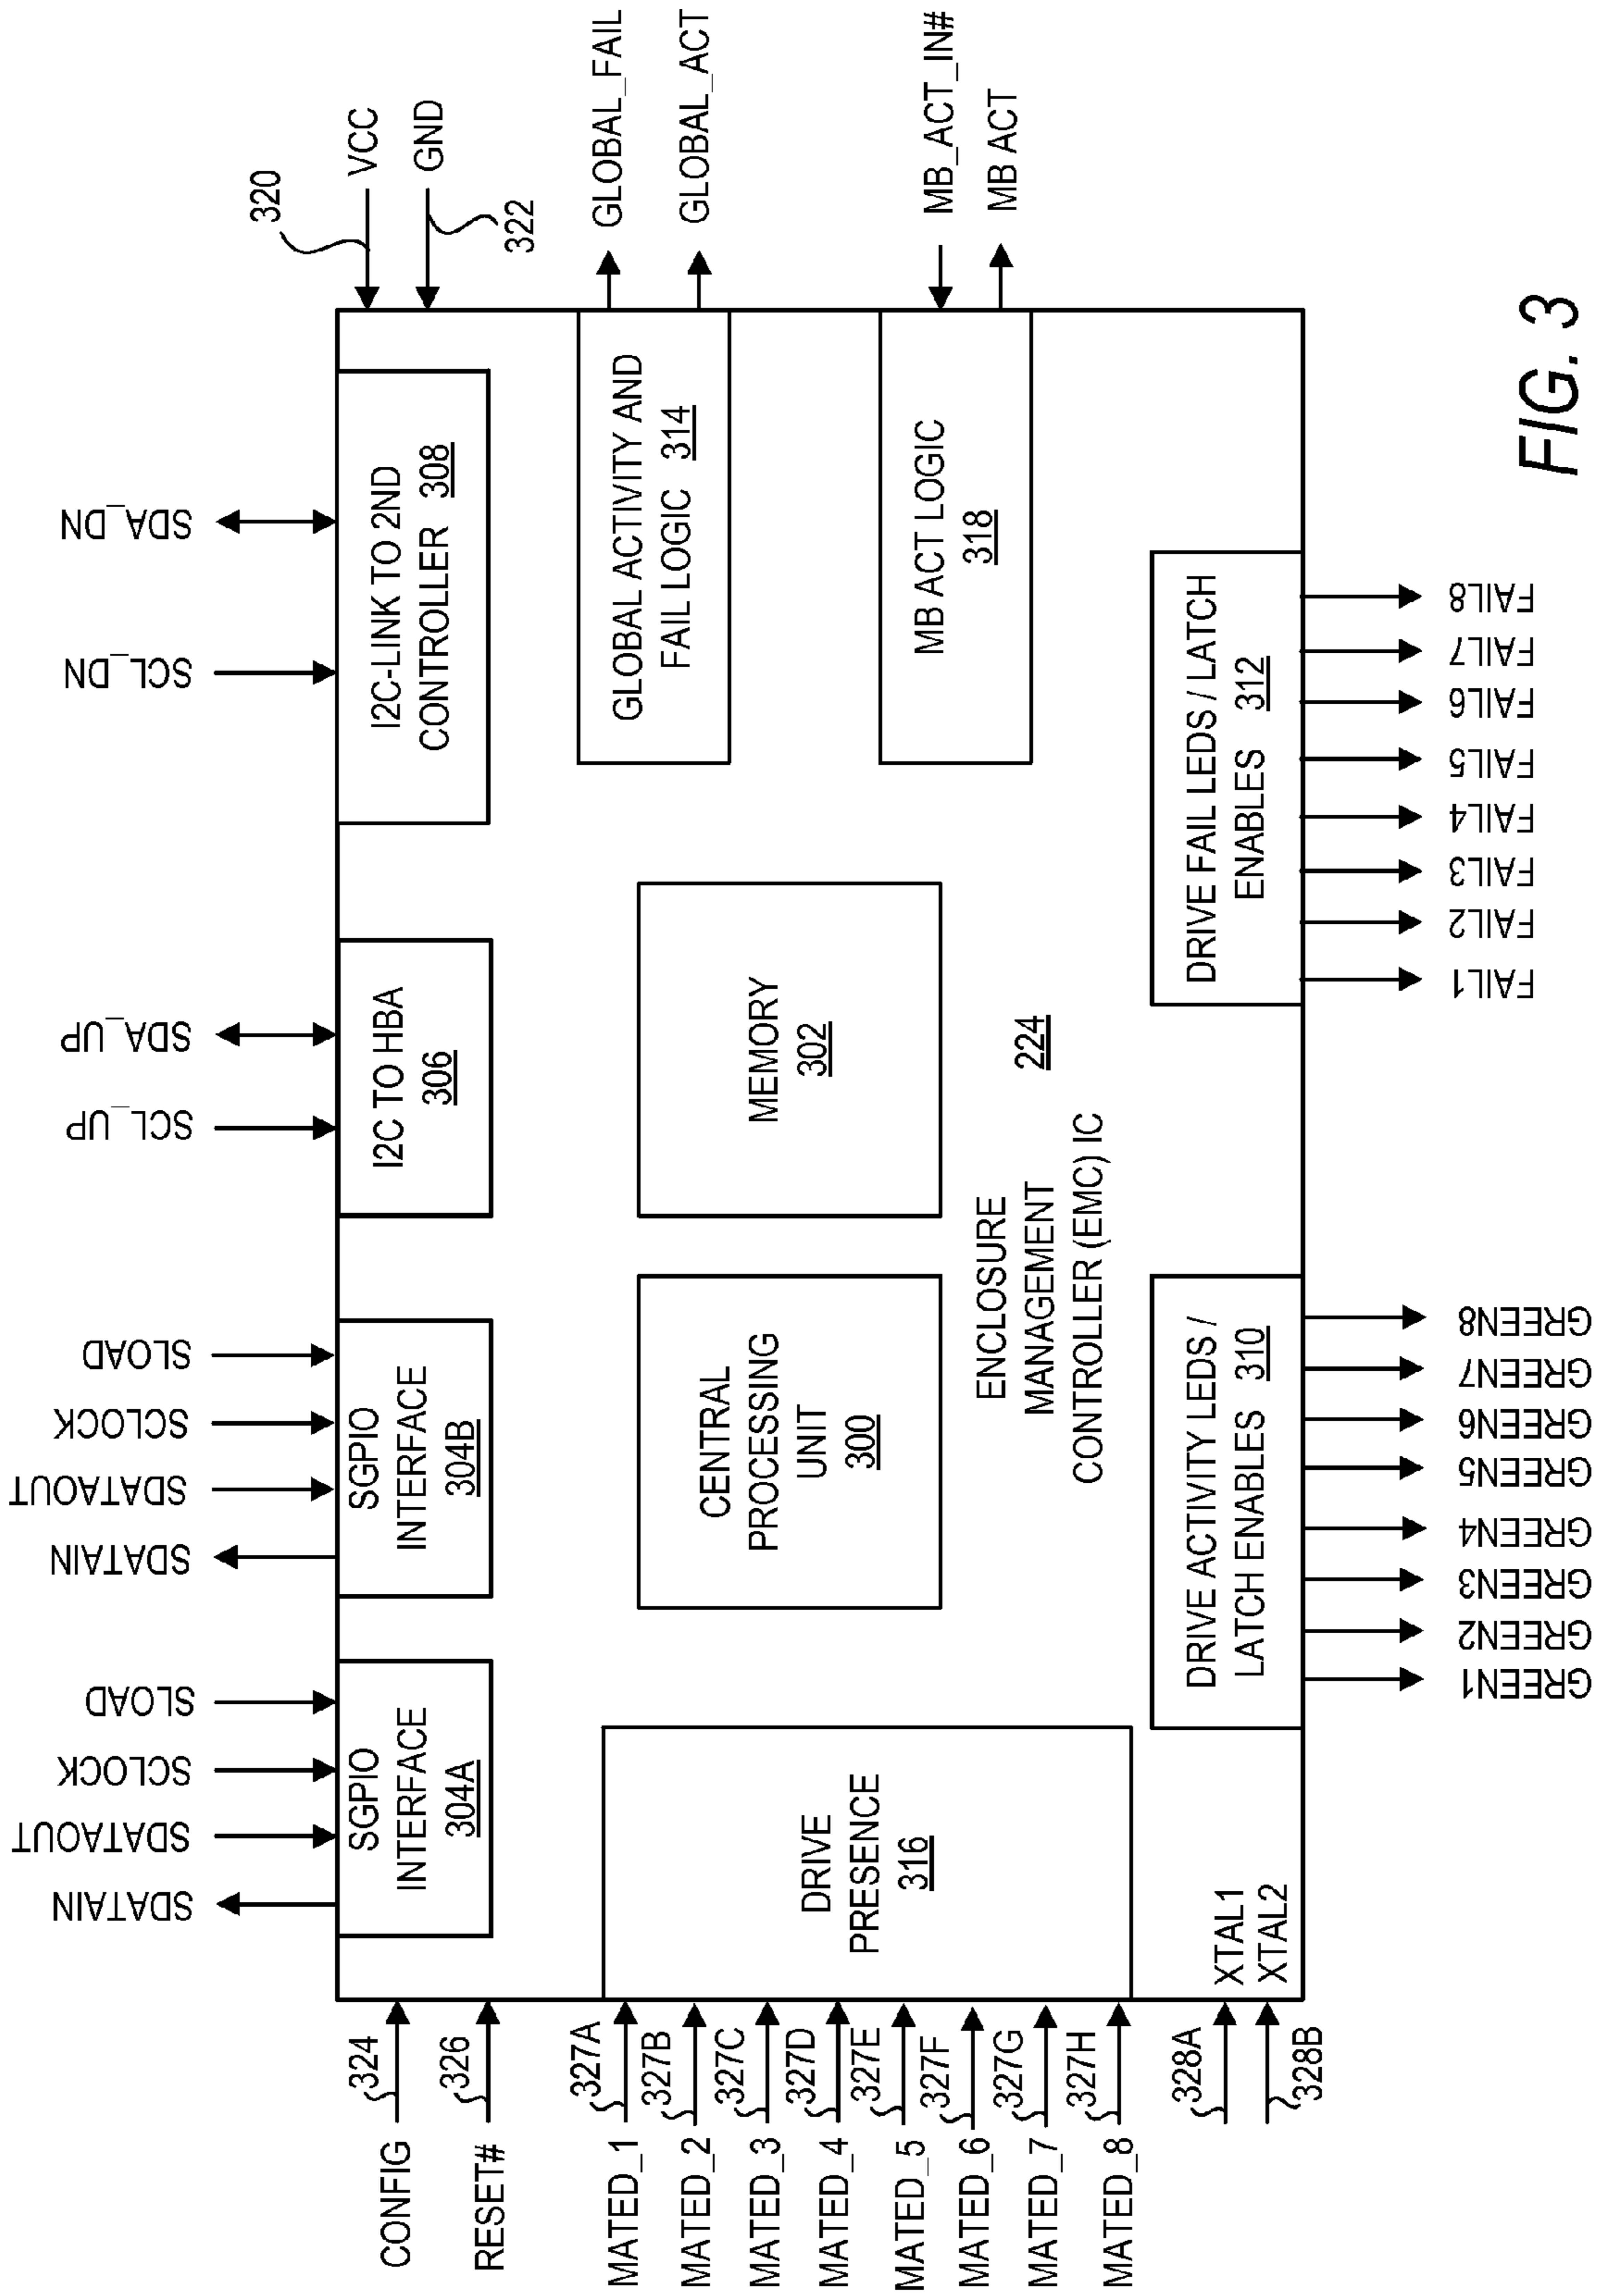 SDATAIN
SDATAOUT
SCLOCK
SLOAD
SDATAIN
SDATAOUT
SCLOCK
SLOAD
SCL_UP
SDA_UP
SCL_DN
SDA_DN
320
VCC
GND
322
CONFIG
324
RESET#
326
SGPIO
INTERFACE
304A
SGPIO
INTERFACE
304B
I2C TO HBA
306
I2C-LINK TO 2ND
CONTROLLER 308
MATED_1
327A
MATED_2
327B
MATED_3
327C
MATED_4
327D
MATED_5
327E
MATED_6
327F
MATED_7
327G
MATED_8
327H
DRIVE
PRESENCE
316
CENTRAL
PROCESSING
UNIT
300
MEMORY
302
GLOBAL ACTIVITY AND
FAIL LOGIC 314
GLOBAL_FAIL
GLOBAL_ACT
MB ACT LOGIC
318
MB_ACT_IN#
MB ACT
ENCLOSURE
MANAGEMENT
CONTROLLER (EMC) IC
224
328A
XTAL1
328B
XTAL2
DRIVE ACTIVITY LEDS /
LATCH ENABLES 310
DRIVE FAIL LEDS / LATCH
ENABLES 312
GREEN1
GREEN2
GREEN3
GREEN4
GREEN5
GREEN6
GREEN7
GREEN8
FAIL1
FAIL2
FAIL3
FAIL4
FAIL5
FAIL6
FAIL7
FAIL8
FIG. 3